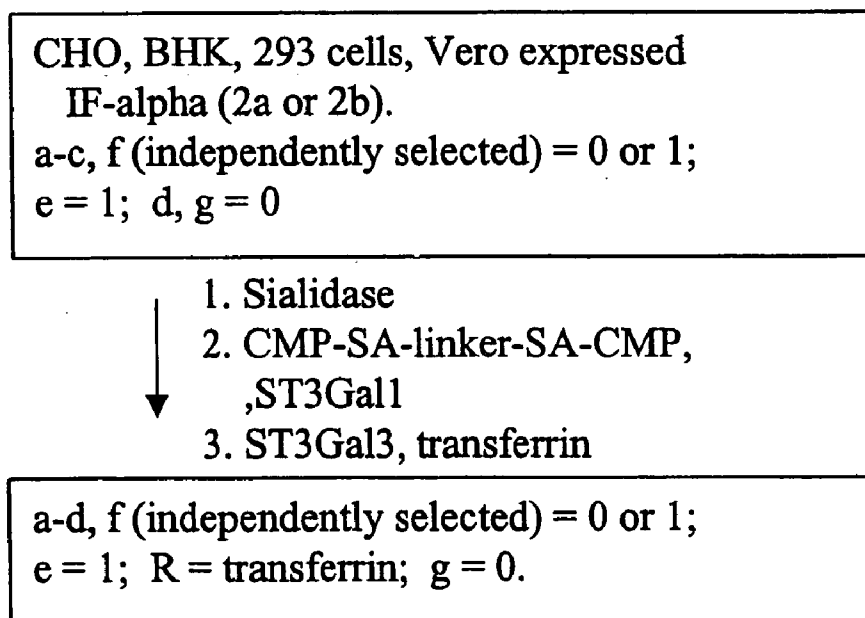 CHO, BHK, 293 cells, Vero expressed
IF-alpha (2a or 2b).
a-c, f (independently selected) = 0 or 1;
e = 1; d, g = 0
1. Sialidase
2. CMP-SA-linker-SA-CMP,
,ST3Gal1
3. ST3Gal3, transferrin
a-d, f (independently selected) = 0 or 1;
e = 1; R = transferrin; g = 0.